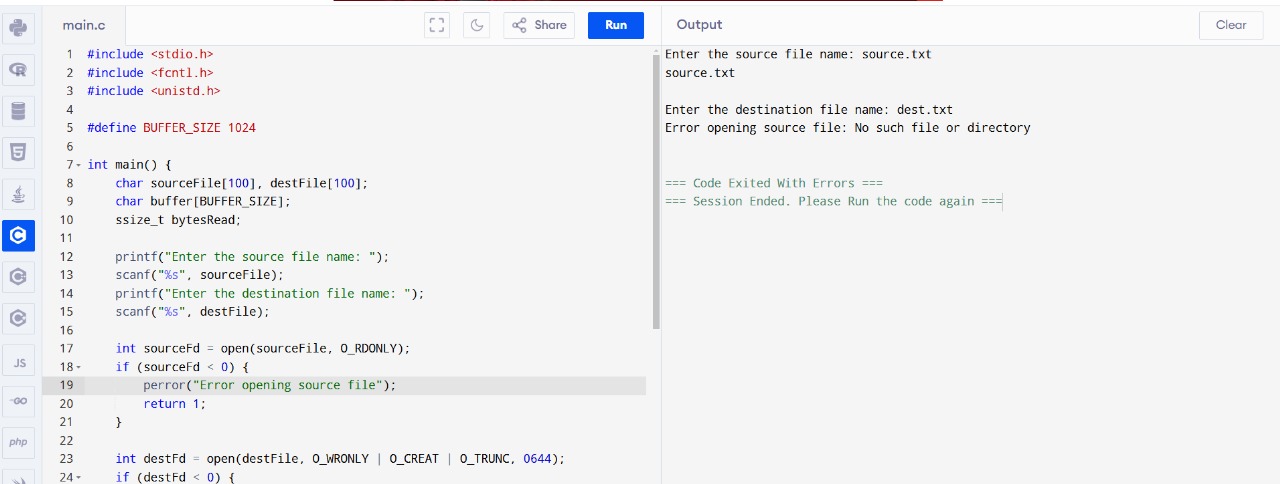 main.c
Share
Run
Output
Clear
1 #include <stdio.h>
2 #include <fcntl.h>
3 #include <unistd.h>
4
5 #define BUFFER_SIZE 1024
6
7 int main() {
8 char sourceFile[100], destFile[100];
9 char buffer[BUFFER_SIZE];
10 ssize_t bytesRead;
11
12 printf("Enter the source file name: ");
13 scanf("%s", sourceFile);
14 printf("Enter the destination file name: ");
15 scanf("%s", destFile);
16
17 int sourceFd = open(sourceFile, O_RDONLY);
18 if (sourceFd < 0) {
19 perror("Error opening source file");
20 return 1;
21 }
22
23 int destFd = open(destFile, O_WRONLY | O_CREAT | O_TRUNC, 0644);
24 if (destFd < 0) {
Enter the source file name: source.txt
source.txt
Enter the destination file name: dest.txt
Error opening source file: No such file or directory
=== Code Exited With Errors ===
=== Session Ended. Please Run the code again ===
R
5
C
C
C
JS
GO
php